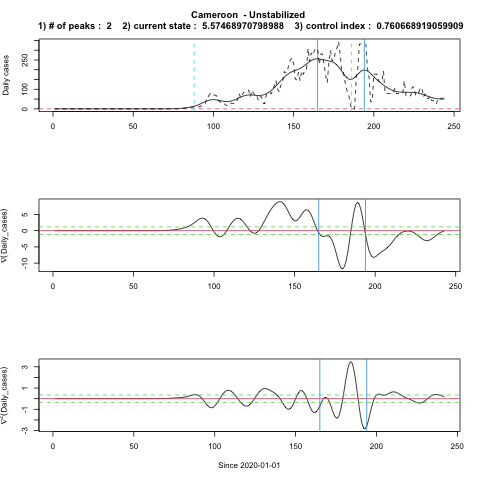 Cameroon - Unstabilized
1) # of peaks : 2 2) current state : 5.57468970798988 3) control index : 0.760668919059909
Daily cases
0 100 250
0 50 100 150 200 250
∇(Daily_cases)
-10 -5 0 5
0 50 100 150 200 250
∇²(Daily_cases)
-3 -1 1 3
0 50 100 150 200 250
Since 2020-01-01